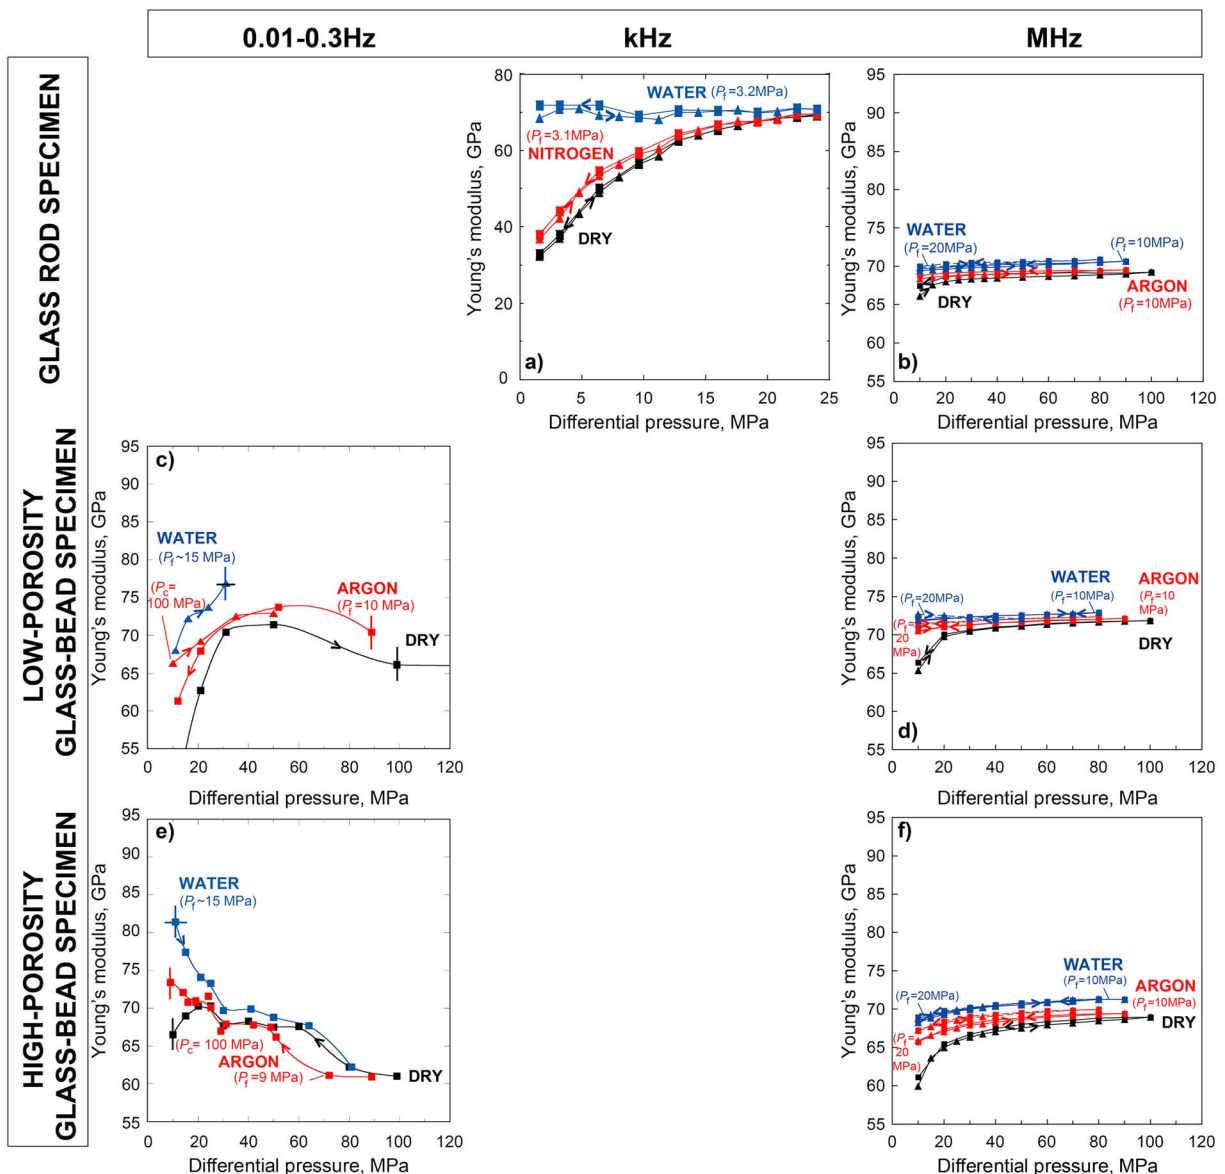 0.01-0.3Hz
kHz
MHz
GLASS ROD SPECIMEN
Young's modulus, GPa
80
60
40
20
0
WATER (Pf=3.2MPa)
(Pf=3.1MPa)
NITROGEN
DRY
a)
0 5 10 15 20 25
Differential pressure, MPa
Young's modulus, GPa
95
90
85
80
75
70
65
60
55
WATER
(Pf=20MPa)
(Pf=10MPa)
DRY
ARGON
(Pf=10MPa)
b)
0 20 40 60 80 100 120
Differential pressure, MPa
LOW-POROSITY
GLASS-BEAD SPECIMEN
Young's modulus, GPa
95
90
85
80
75
70
65
60
55
c)
WATER
(Pf~15 MPa)
(Pc=
100 MPa)
ARGON
(Pf=10 MPa)
DRY
0 20 40 60 80 100 120
Differential pressure, MPa
Young's modulus, GPa
95
90
85
80
75
70
65
60
55
WATER
(Pf=20MPa)
(Pf=10MPa)
ARGON
(Pf=10
MPa)
(Pf=
20
MPa)
DRY
d)
0 20 40 60 80 100 120
Differential pressure, MPa
HIGH-POROSITY
GLASS-BEAD SPECIMEN
Young's modulus, GPa
95
90
85
80
75
70
65
60
55
e)
WATER
(Pf~15 MPa)
(Pc= 100 MPa)
ARGON
(Pf=9 MPa)
DRY
0 20 40 60 80 100 120
Differential pressure, MPa
Young's modulus, GPa
95
90
85
80
75
70
65
60
55
f)
WATER
(Pf=10MPa)
(Pf=20MPa)
ARGON
(Pf=10MPa)
DRY
(Pf=
20
MPa)
0 20 40 60 80 100 120
Differential pressure, MPa